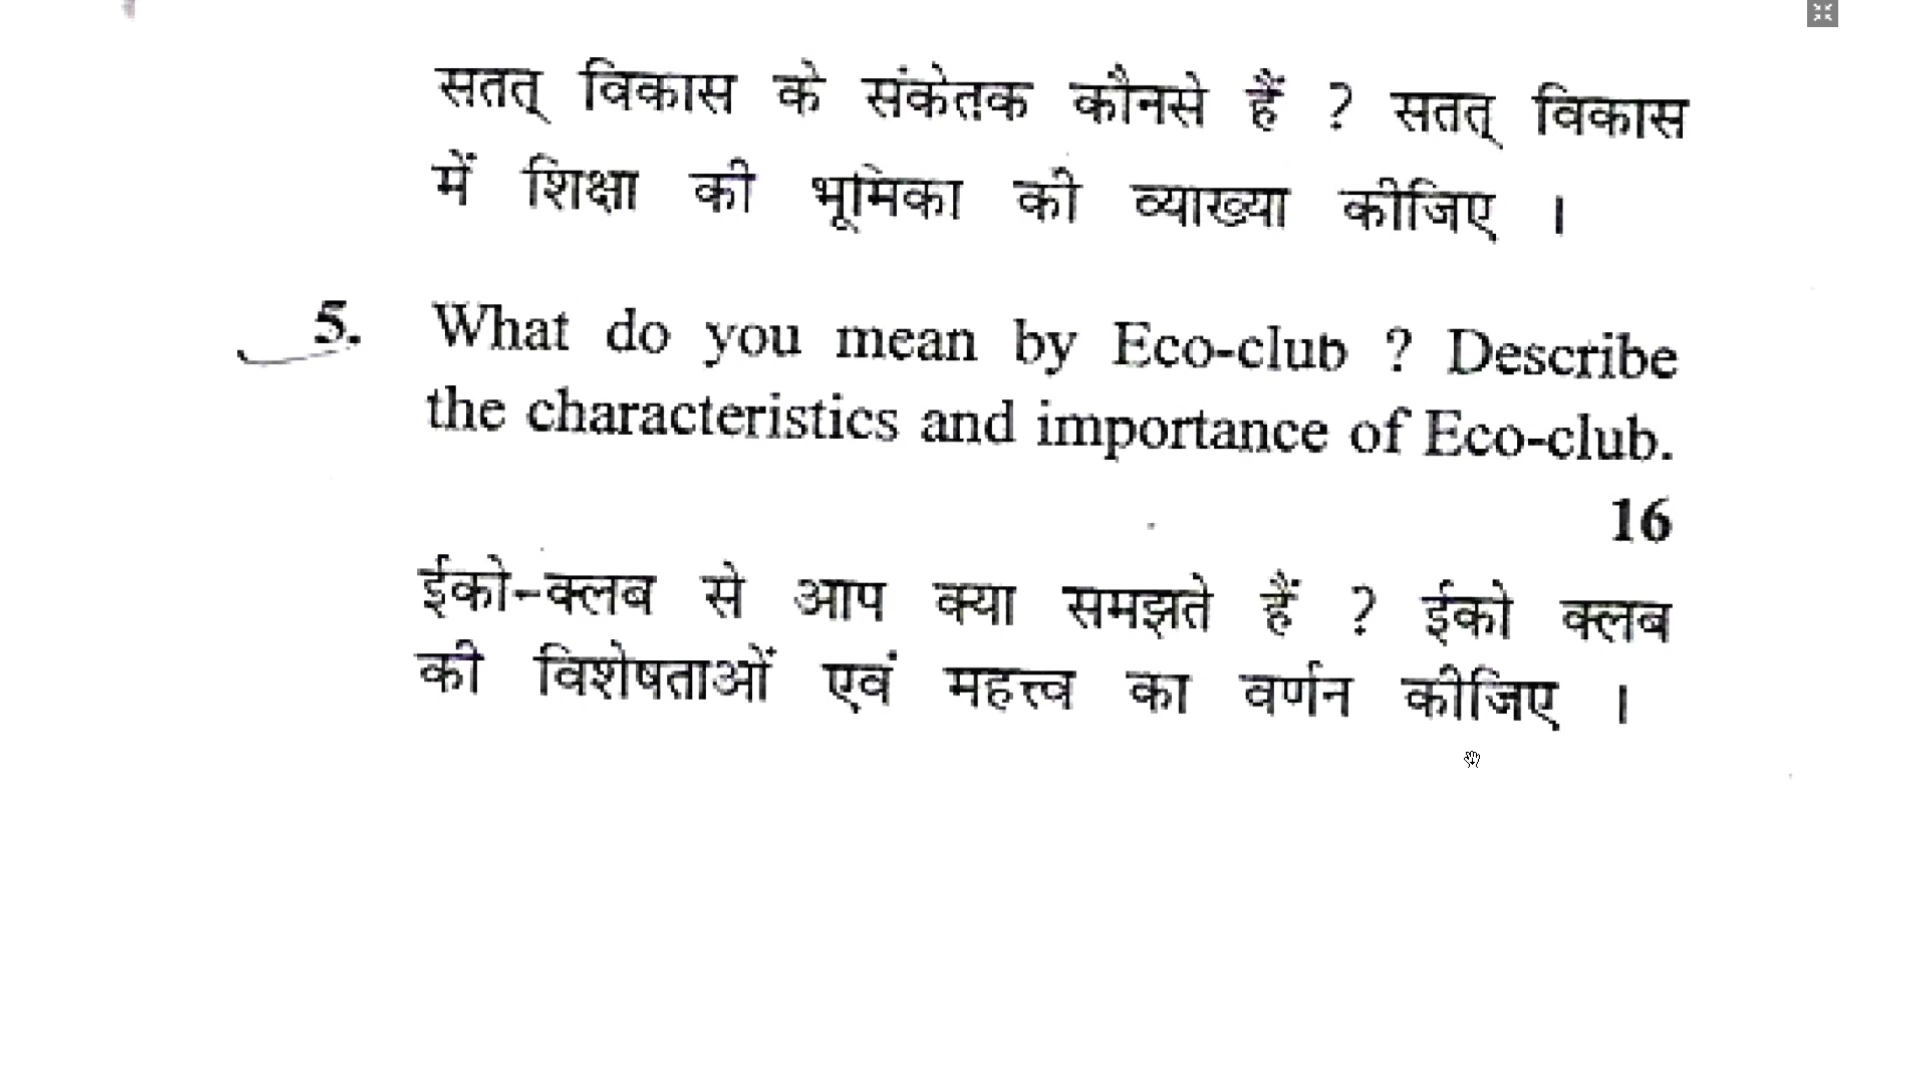 सतत् विकास के संकेतक कौनसे हैं ? सतत् विकास
में शिक्षा की भूमिका की व्याख्या कीजिए ।
5. What do you mean by Eco-club ? Describe
the characteristics and importance of Eco-club.
16
ईको-क्लब से आप क्या समझते हैं ? ईको क्लब
की विशेषताओं एवं महत्त्व का वर्णन कीजिए ।